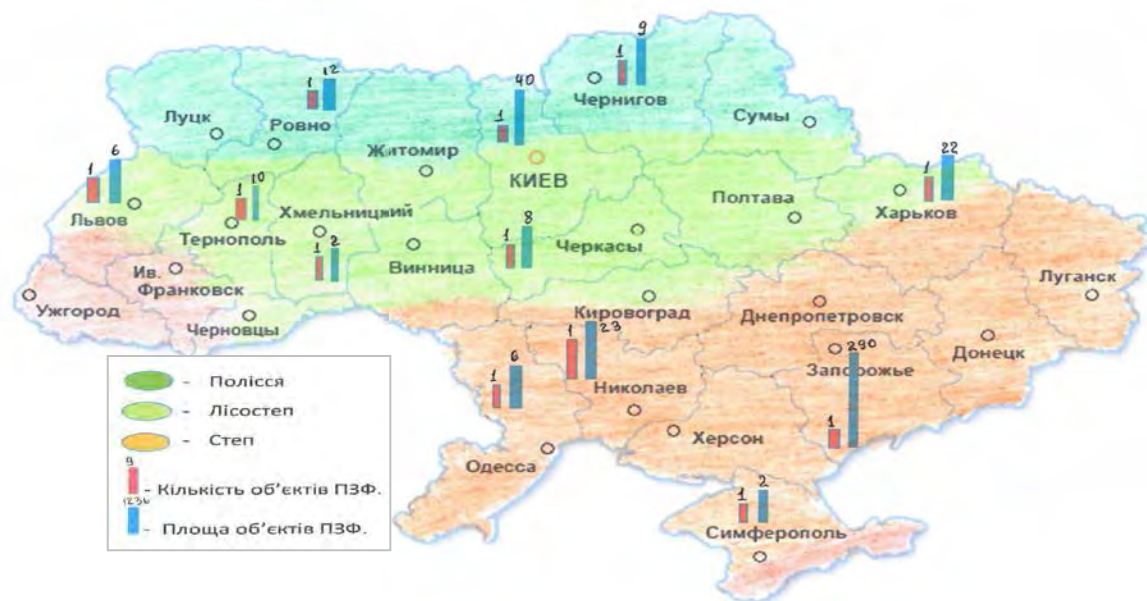 1 9
Чернигов
1 12
Ровно
Луцк
1 40
Сумы
Житомир
КИЕВ
1 6
Львов
1 10
Тернополь
Хмельницкий
1 2
Винница
1 8
Черкасы
Полтава
1 22
Харьков
Луганск
Ив.
Франковск
Ужгород
Черновцы
Кировоград
Днепропетровск
Донецк
1 23
Николаев
1 6
290
Запорожье
1
Херсон
Одесса
1 2
Симферополь
- Полісся
- Лісостеп
- Степ
9
- Кількість об'єктів ПЗФ.
1236
- Площа об'єктів ПЗФ.